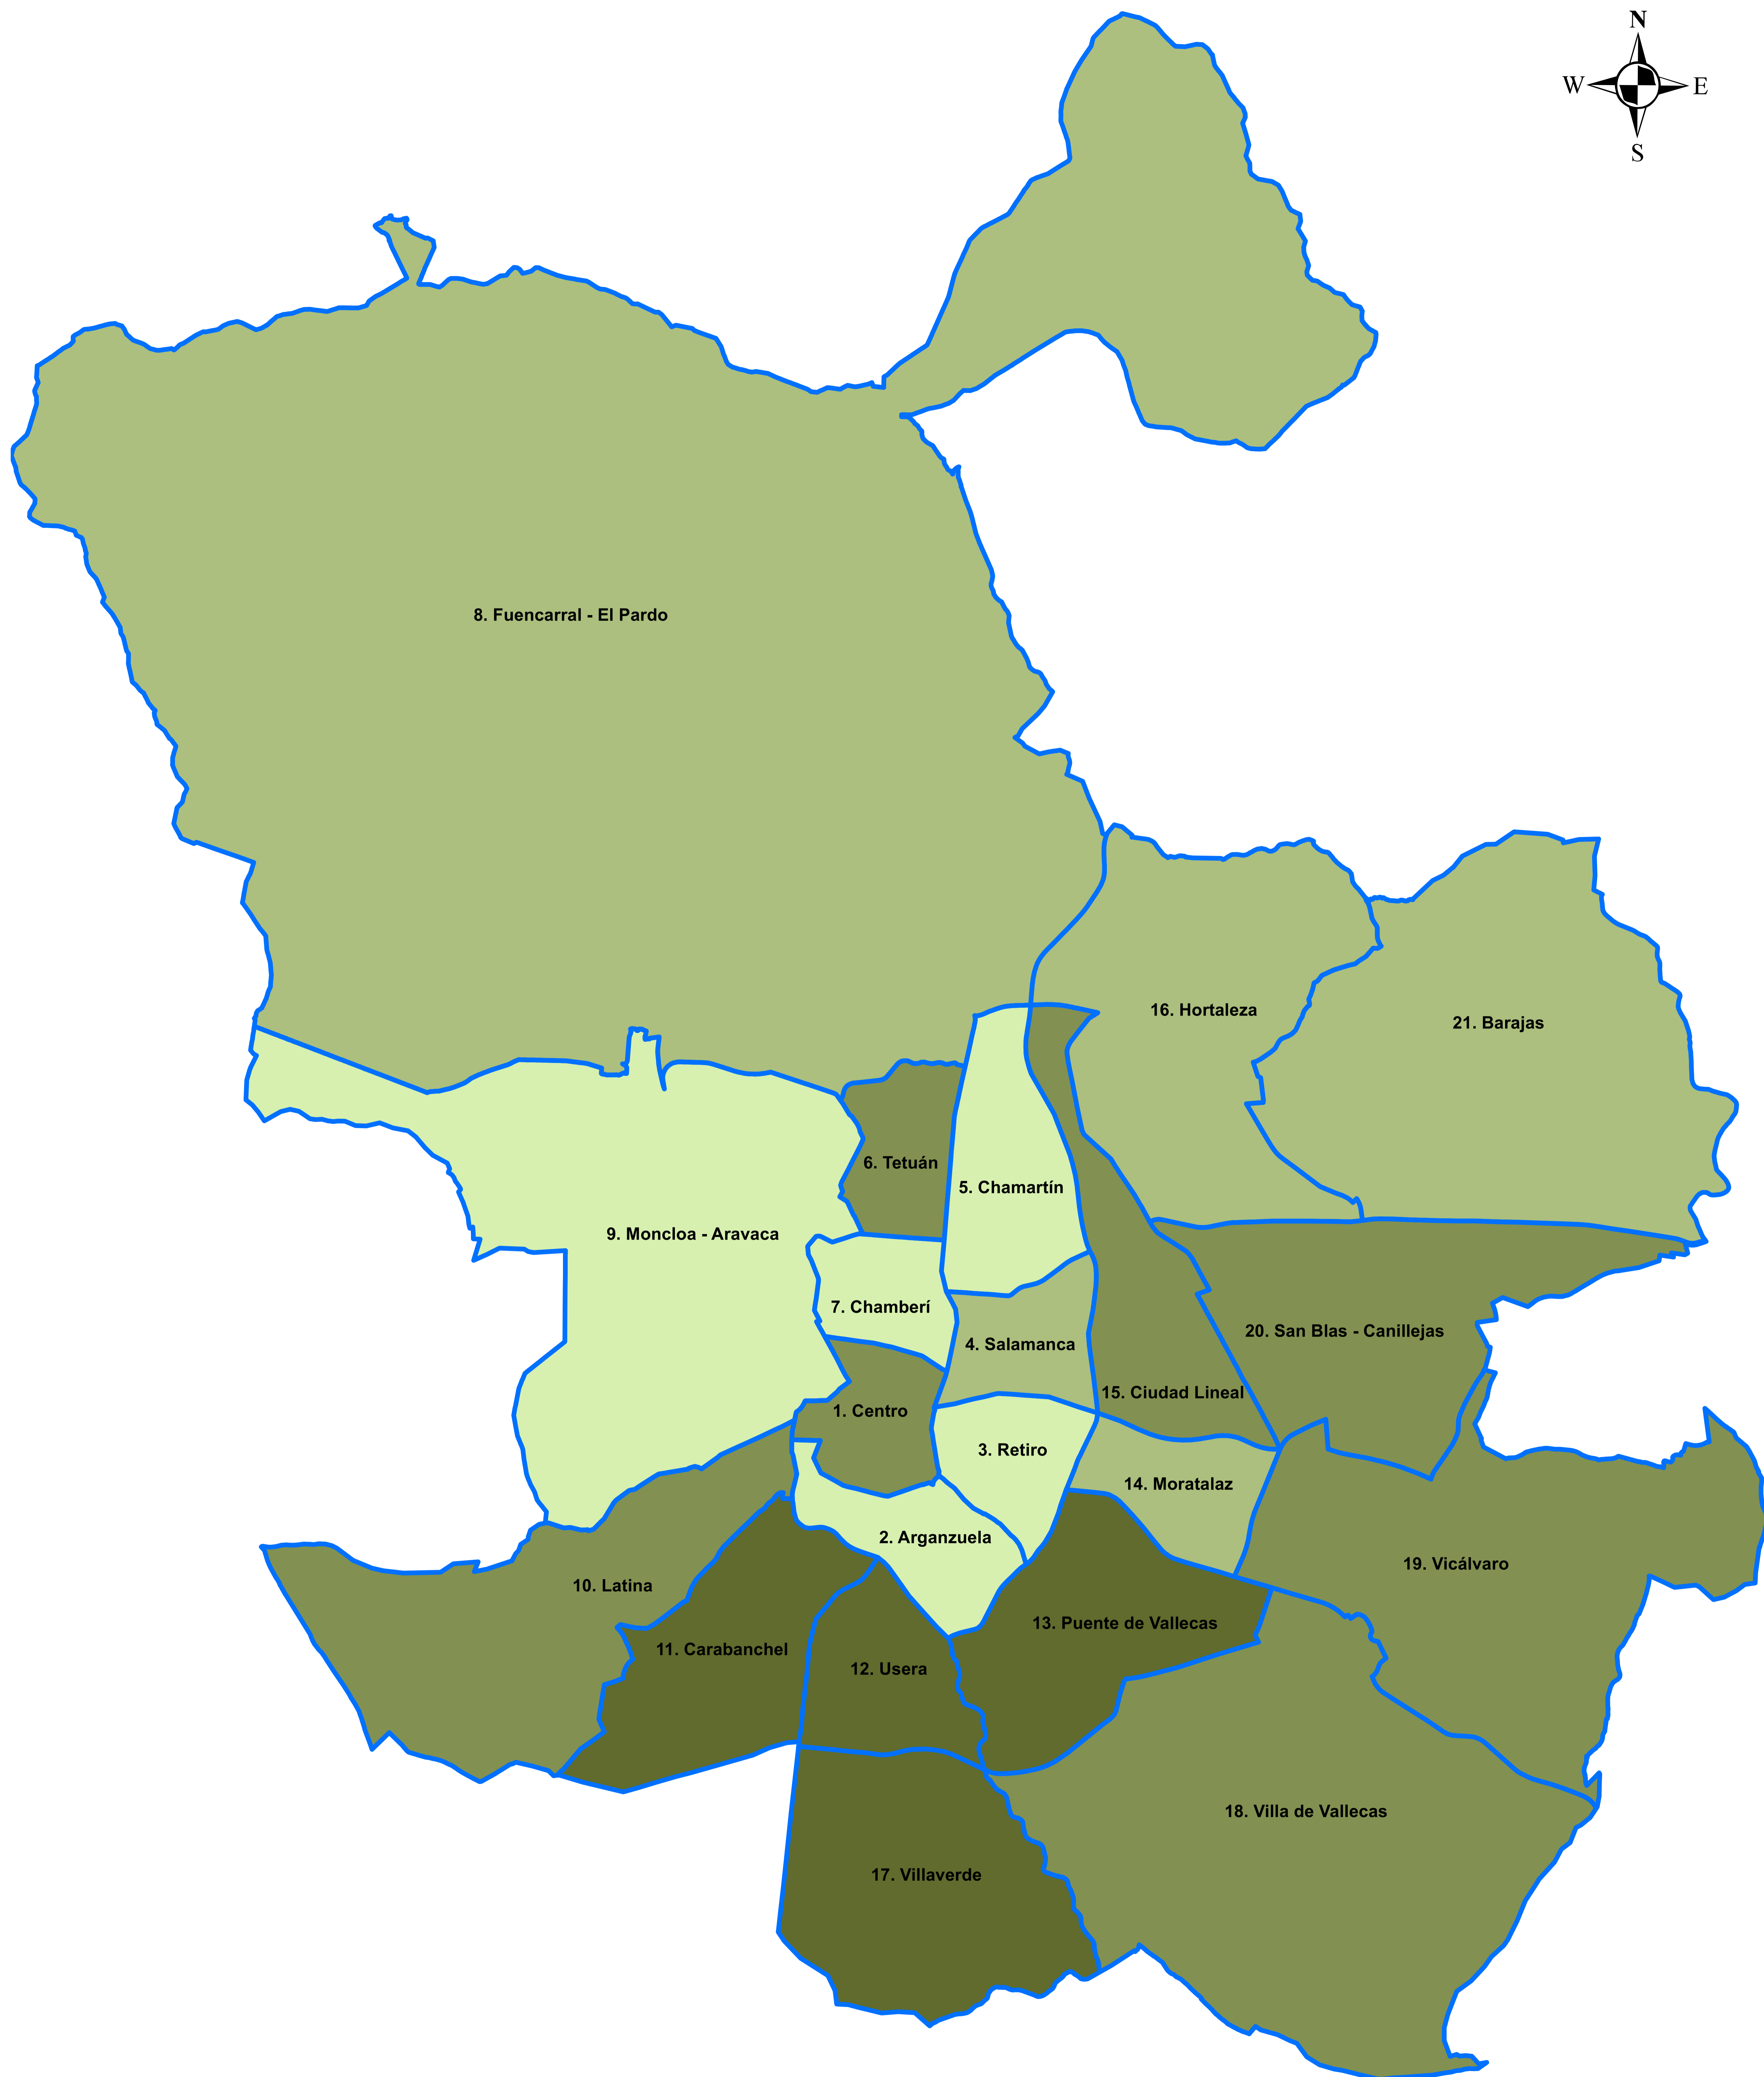 N
W
E
S
8. Fuencarral - El Pardo
16. Hortaleza
21. Barajas
6. Tetuán
5. Chamartín
9. Moncloa - Aravaca
7. Chamberí
20. San Blas - Canillejas
4. Salamanca
15. Ciudad Lineal
1. Centro
3. Retiro
14. Moratalaz
2. Arganzuela
19. Vicálvaro
10. Latina
13. Puente de Vallecas
11. Carabanchel
12. Usera
18. Villa de Vallecas
17. Villaverde